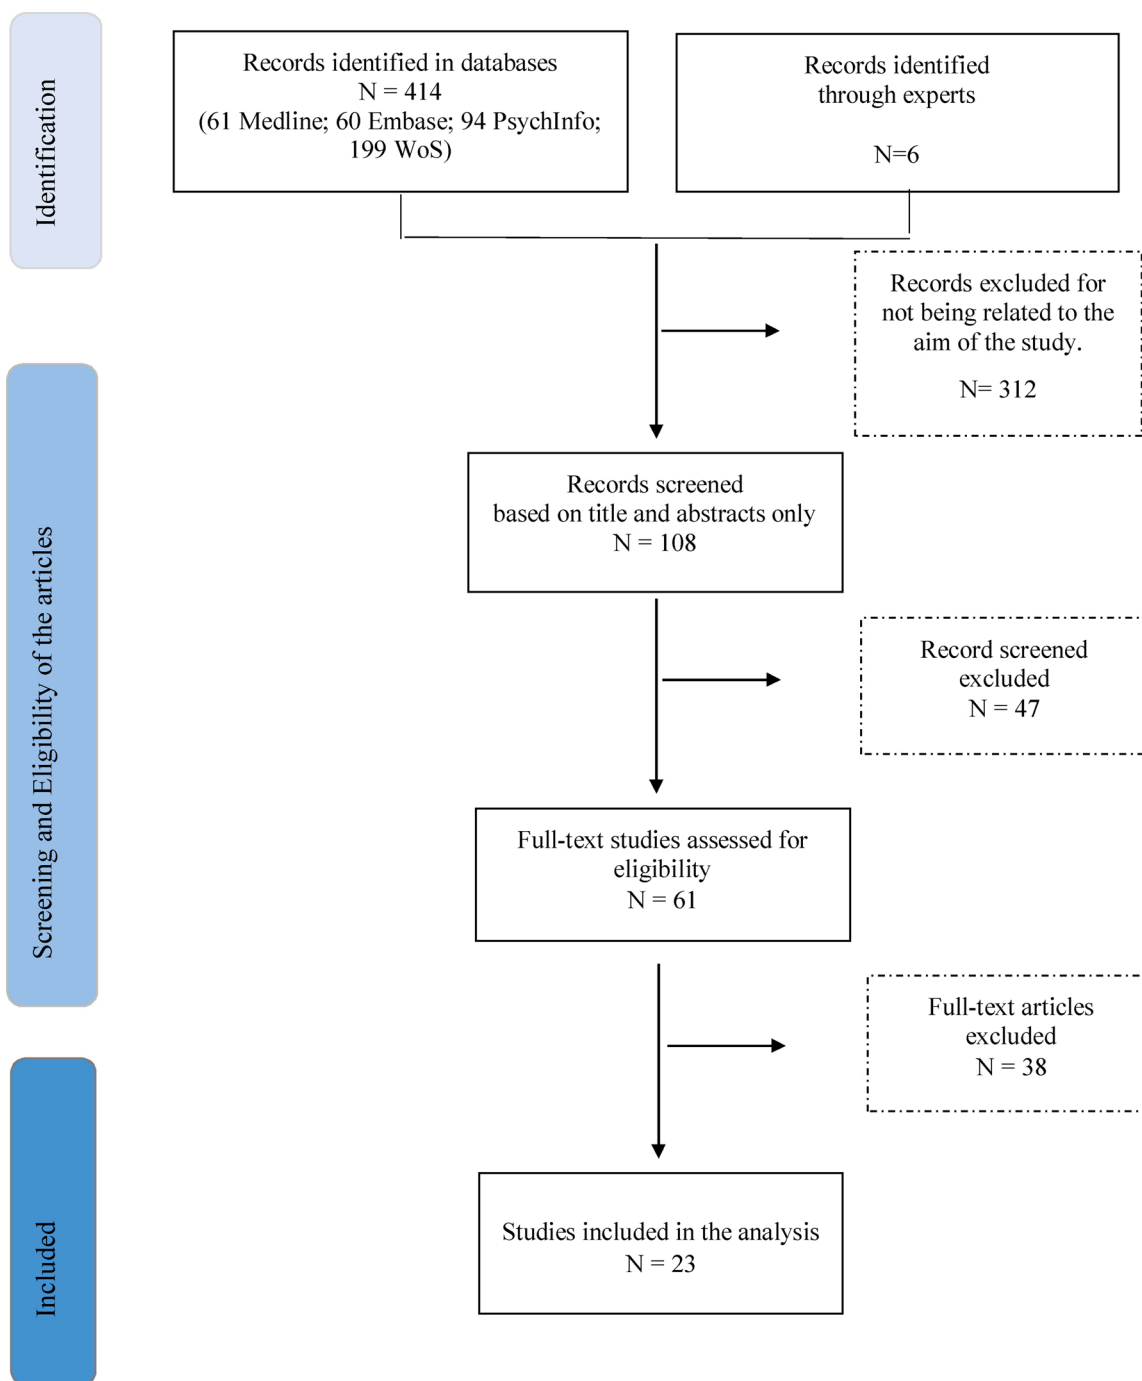 Identification
Records identified in databases
N = 414
(61 Medline; 60 Embase; 94 PsychInfo;
199 WoS)
Records identified
through experts
N=6
Records excluded for
not being related to the
aim of the study.
N= 312
Screening and Eligibility of the articles
Records screened
based on title and abstracts only
N = 108
Record screened
excluded
N = 47
Full-text studies assessed for
eligibility
N = 61
Full-text articles
excluded
N = 38
Included
Studies included in the analysis
N = 23